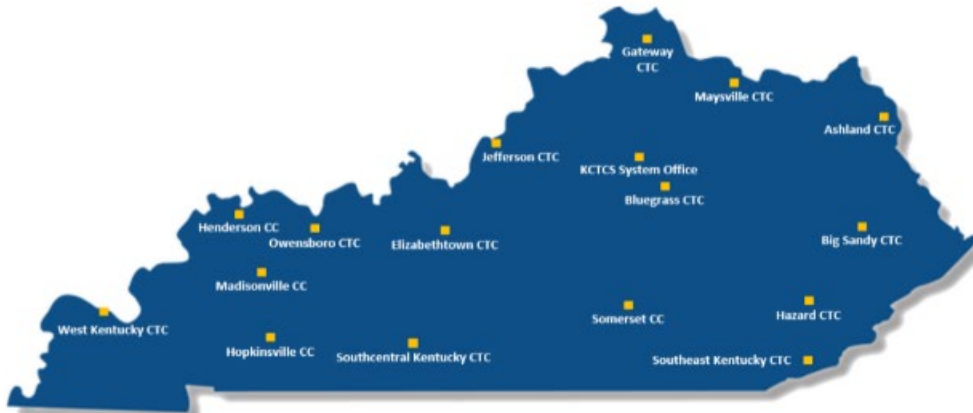 Gateway
CTC
Maysville CTC
Ashland CTC
Jefferson CTC
KCTCS System Office
Bluegrass CTC
Henderson CC
Owensboro CTC
Elizabethtown CTC
Big Sandy CTC
Madisonville CC
West Kentucky CTC
Somerset CC
Hazard CTC
Hopkinsville CC
Southcentral Kentucky CTC
Southeast Kentucky CTC